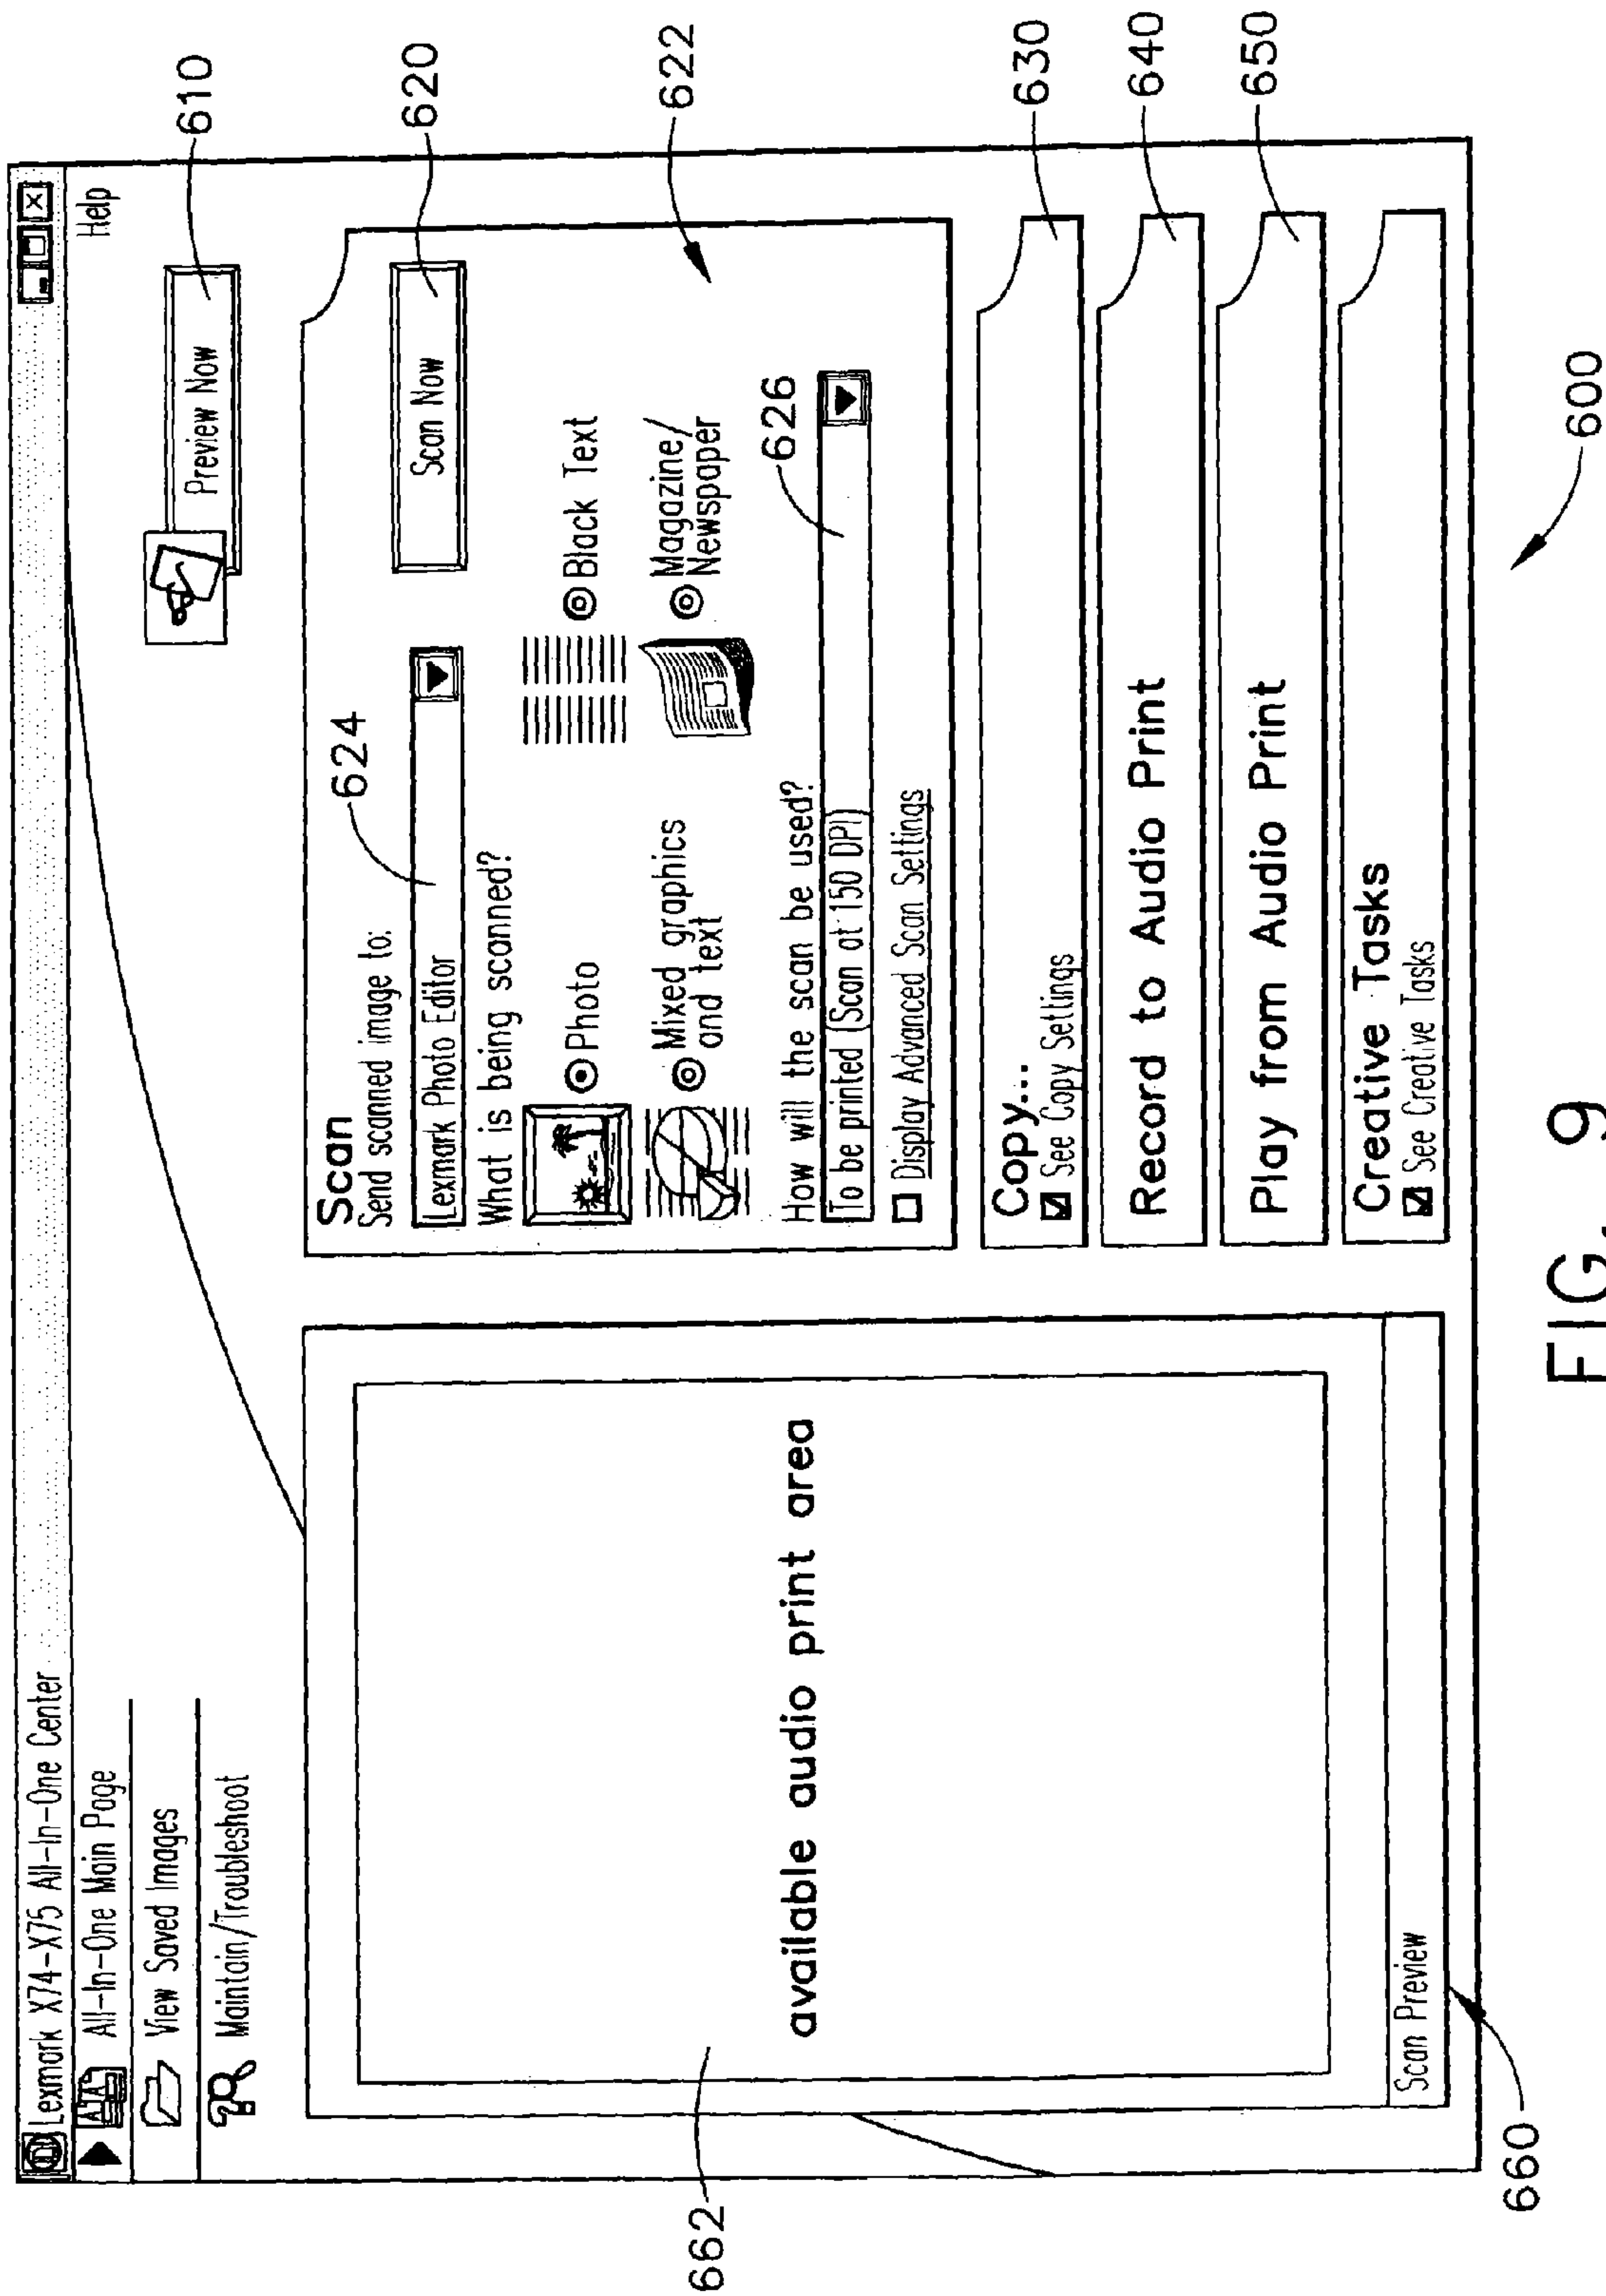 Lexmark X74-X75 All-In-One Center
All-In-One Main Page
Help
View Saved Images
Maintain/Troubleshoot
Preview Now
610
Scan
Send scanned image to:
624
Lexmark Photo Editor
Scan Now
620
What is being scanned?
Photo
Black Text
Mixed graphics
and text
Magazine/
Newspaper
622
How will the scan be used?
626
To be printed (Scan at 150 DPI)
Display Advanced Scan Settings
662
available audio print area
Copy...
See Copy Settings
630
Record to Audio Print
640
Play from Audio Print
650
Creative Tasks
See Creative Tasks
Scan Preview
660
600
FIG. 9